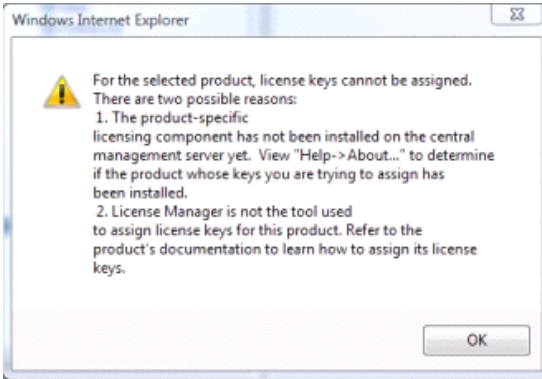 Windows Internet Explorer
For the selected product, license keys cannot be assigned.
There are two possible reasons:
1. The product-specific
licensing component has not been installed on the central
management server yet.  View "Help->About..." to determine
if the product whose keys you are trying to assign has
been installed.
2. License Manager is not the tool used
to assign license keys for this product. Refer to the
product's documentation to learn how to assign its license
keys.
OK